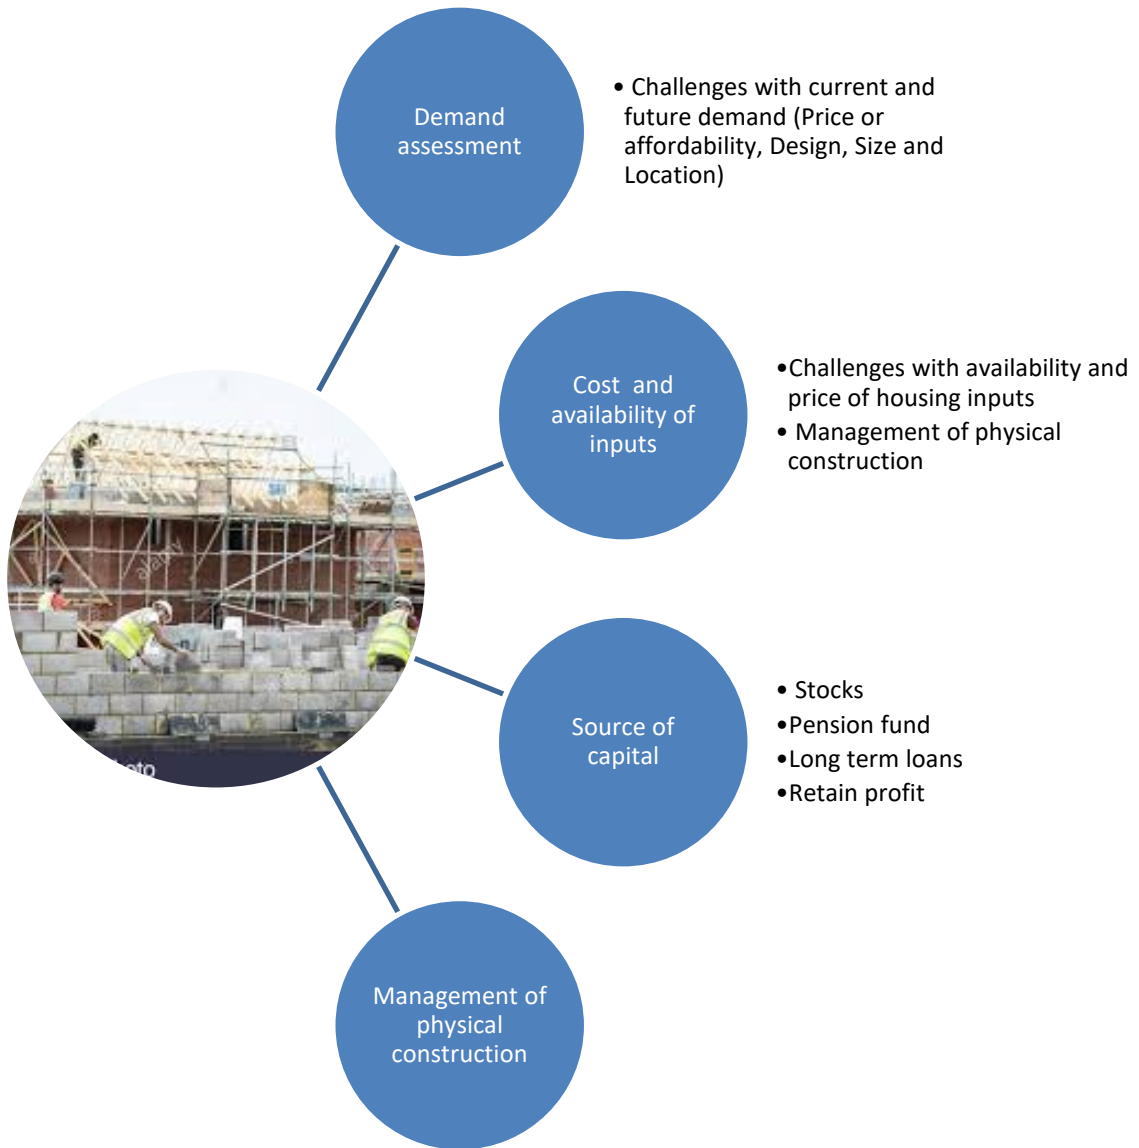 Demand
assessment
• Challenges with current and
future demand (Price or
affordability, Design, Size and
Location)
Cost and
availability of
inputs
•Challenges with availability and
price of housing inputs
• Management of physical
construction
alamy
Source of
capital
• Stocks
•Pension fund
•Long term loans
•Retain profit
Management of
physical
construction